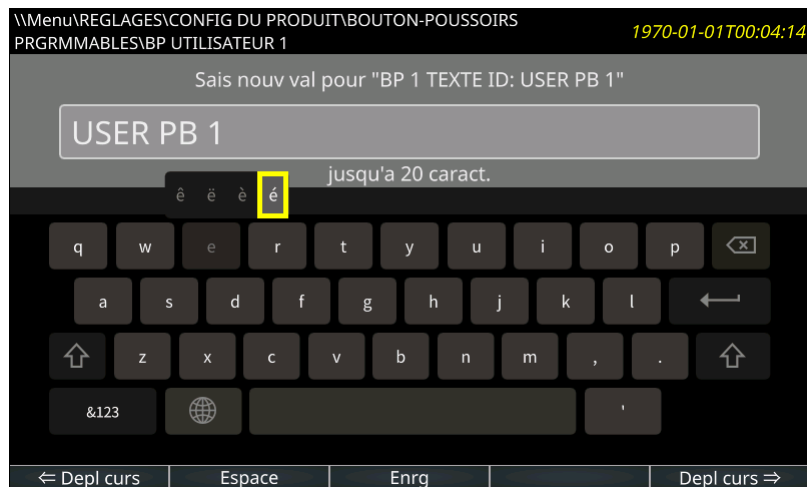 \\Menu\REGLAGES\CONFIG DU PRODUIT\BOUTON-POUSSOIRS
PRGRMMABLES\BP UTILISATEUR 1
1970-01-01T00:04:14
Sais nouv val pour "BP 1 TEXTE ID: USER PB 1"
USER PB 1
jusqu'a 20 caract.
ê ë è é
q w e r t y u i o p
a s d f g h j k l
z x c v b n m , .
&123 '
⇐ Depl curs Espace Enrg Depl curs ⇒